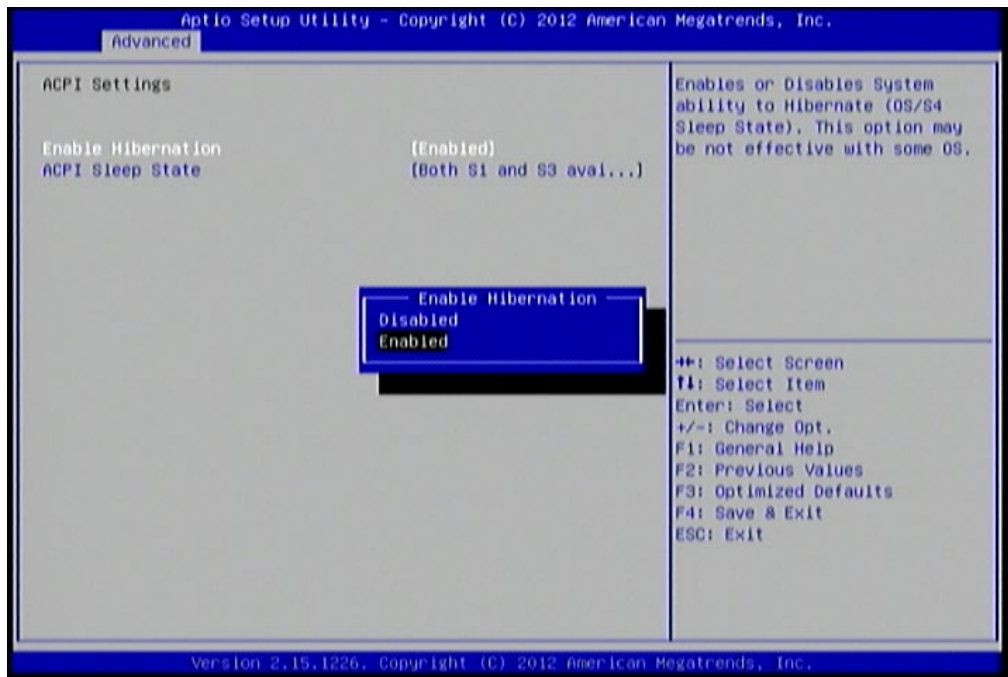 Aptio Setup Utility - Copyright (C) 2012 American Megatrends, Inc.
Advanced
ACPI Settings
Enable Hibernation [Enabled]
ACPI Sleep State [Both S1 and S3 avai...]
Enable Hibernation
Disabled
Enabled
Enables or Disables System
ability to Hibernate (OS/S4
Sleep State). This option may
be not effective with some OS.
→←: Select Screen
↑↓: Select Item
Enter: Select
+/-: Change Opt.
F1: General Help
F2: Previous Values
F3: Optimized Defaults
F4: Save & Exit
ESC: Exit
Version 2.15.1226. Copyright (C) 2012 American Megatrends, Inc.